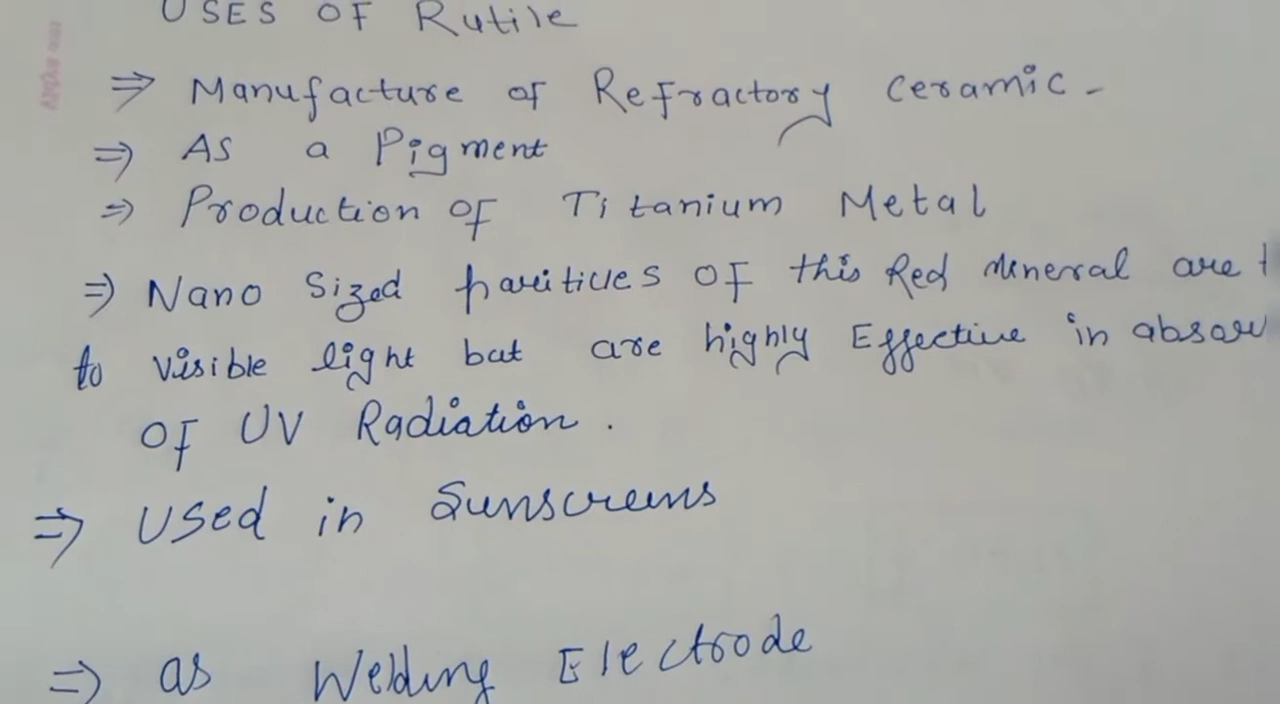 USES OF Rutile
⇒ Manufacture of Refractory Ceramic -
⇒ As a Pigment
⇒ Production of Titanium Metal
⇒ Nano Sized particles OF this Red Mineral are
to visible light but are highly Effective in absor
OF UV Radiation .
⇒ Used in Sunscreens
⇒ as Welding Electrode